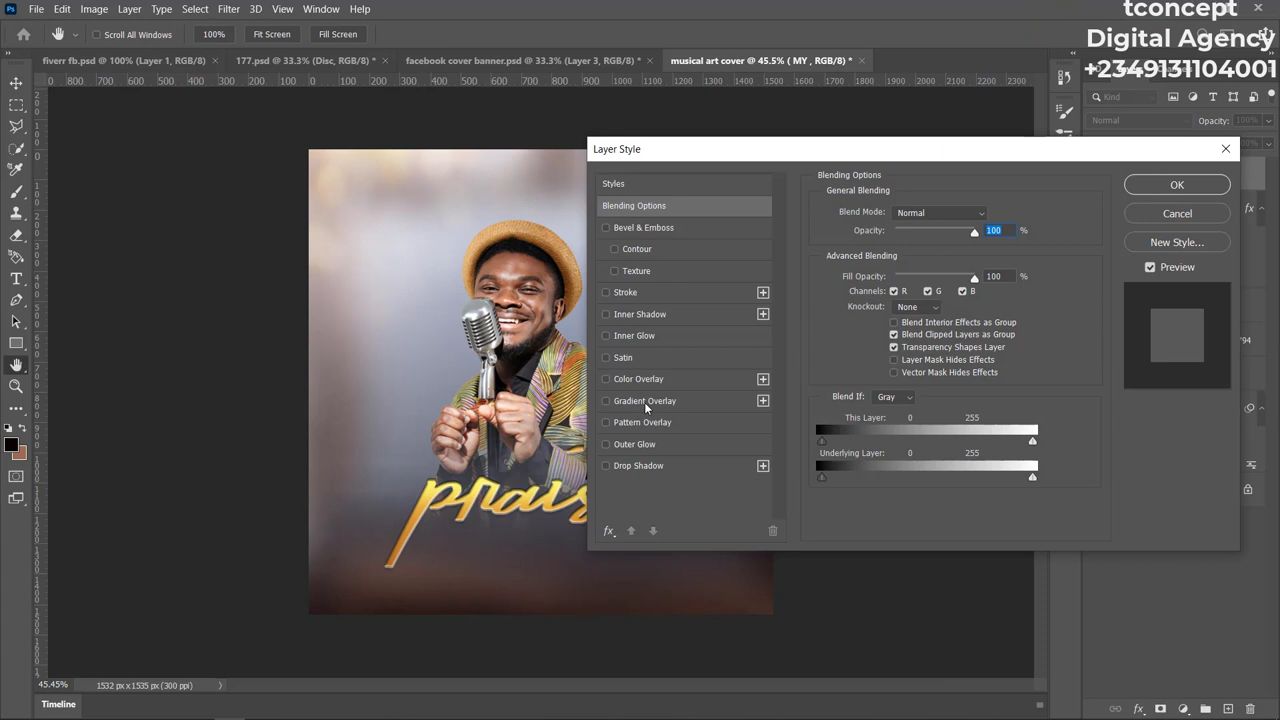 tconcept
Digital Agency
+2349131104001
Ps File Edit Image Layer Type Select Filter 3D View Window Help
Scroll All Windows 100% Fit Screen Fill Screen
fiverr fb.psd @ 100% (Layer 1, RGB/8) × 177.psd @ 33.3% (Disc, RGB/8) * × facebook cover banner.psd @ 33.3% (Layer 3, RGB/8) * × musical art cover @ 45.5% ( MY , RGB/8) * ×
Kind
Normal Opacity: 100%
Layer Style
Styles
Blending Options
Bevel & Emboss
Contour
Texture
Stroke
Inner Shadow
Inner Glow
Satin
Color Overlay
Gradient Overlay
Pattern Overlay
Outer Glow
Drop Shadow
fx
Blending Options
General Blending
Blend Mode: Normal
Opacity: 100 %
Advanced Blending
Fill Opacity: 100 %
Channels: R G B
Knockout: None
Blend Interior Effects as Group
Blend Clipped Layers as Group
Transparency Shapes Layer
Layer Mask Hides Effects
Vector Mask Hides Effects
Blend If: Gray
This Layer: 0 255
Underlying Layer: 0 255
OK
Cancel
New Style...
Preview
fx
prais
45.45% 1532 px x 1535 px (300 ppi)
Timeline
fx